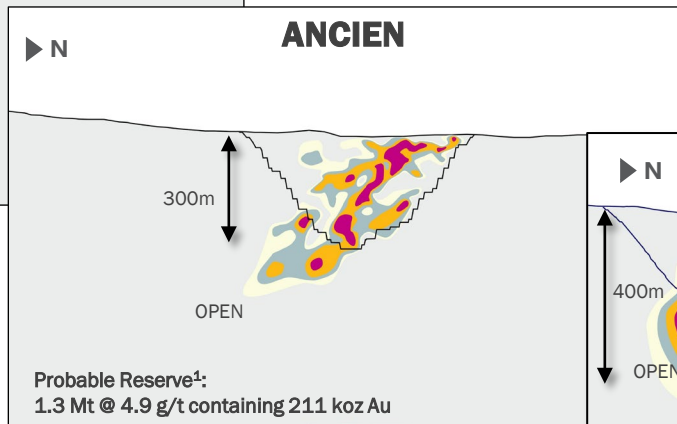 ANCIEN
N
300m
OPEN
Probable Reserve¹:
1.3 Mt @ 4.9 g/t containing 211 koz Au
N
400m
OPEN